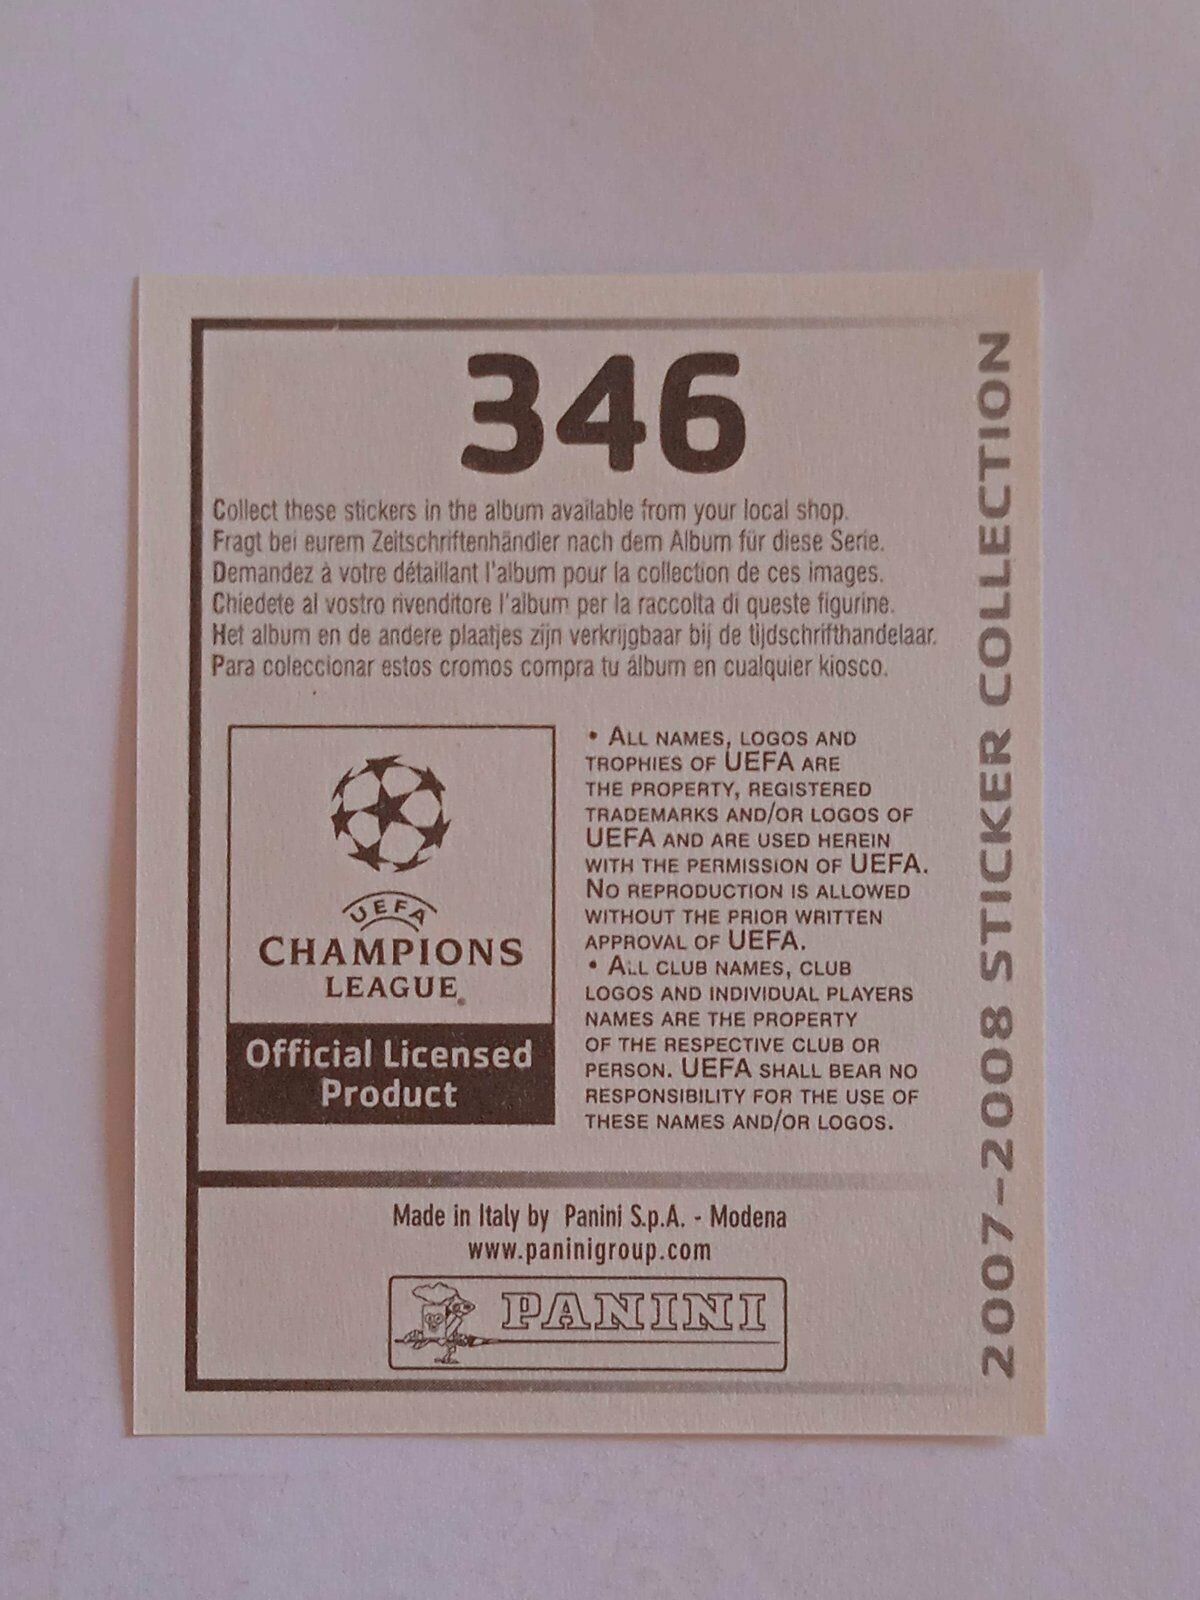 346
Collect these stickers in the album available from your local shop.
Fragt bei eurem Zeitschriftenhändler nach dem Album für diese Serie.
Demandez à votre détaillant l'album pour la collection de ces images.
Chiedete al vostro rivenditore l'album per la raccolta di queste figurine.
Het album en de andere plaatjes zijn verkrijgbaar bij de tijdschrifthandelaar.
Para coleccionar estos cromos compra tu álbum en cualquier kiosco.
UEFA
CHAMPIONS
LEAGUE®
Official Licensed
Product
• ALL NAMES, LOGOS AND
TROPHIES OF UEFA ARE
THE PROPERTY, REGISTERED
TRADEMARKS AND/OR LOGOS OF
UEFA AND ARE USED HEREIN
WITH THE PERMISSION OF UEFA.
NO REPRODUCTION IS ALLOWED
WITHOUT THE PRIOR WRITTEN
APPROVAL OF UEFA.
• ALL CLUB NAMES, CLUB
LOGOS AND INDIVIDUAL PLAYERS
NAMES ARE THE PROPERTY
OF THE RESPECTIVE CLUB OR
PERSON. UEFA SHALL BEAR NO
RESPONSIBILITY FOR THE USE OF
THESE NAMES AND/OR LOGOS.
Made in Italy by Panini S.p.A. - Modena
www.paninigroup.com
PANINI
2007-2008 STICKER COLLECTION